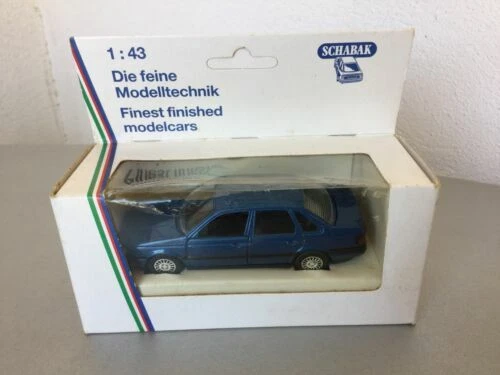 1:43
SCHABAK
Die feine
Modelltechnik
Finest finished
modelcars